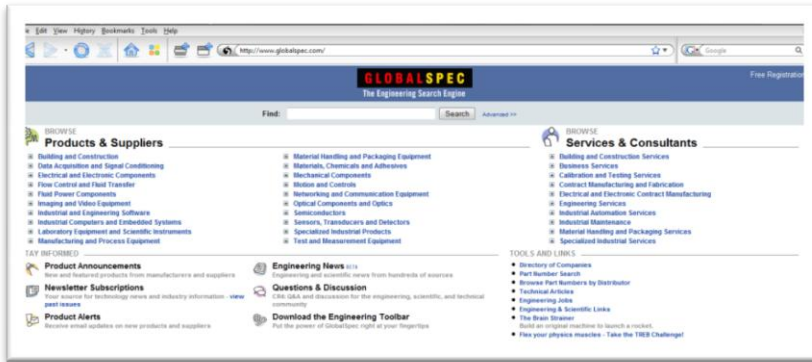 Edit View History Bookmarks Tools Help
http://www.globalspec.com/
Google
GLOBALSPEC
The Engineering Search Engine
Free Registration
Find:
Search
Advanced >>
BROWSE
Products & Suppliers
Building and Construction
Data Acquisition and Signal Conditioning
Electrical and Electronic Components
Flow Control and Fluid Transfer
Fluid Power Components
Imaging and Video Equipment
Industrial and Engineering Software
Industrial Computers and Embedded Systems
Laboratory Equipment and Scientific Instruments
Manufacturing and Process Equipment
Material Handling and Packaging Equipment
Materials, Chemicals and Adhesives
Mechanical Components
Motion and Controls
Networking and Communication Equipment
Optical Components and Optics
Semiconductors
Sensors, Transducers and Detectors
Specialized Industrial Products
Test and Measurement Equipment
BROWSE
Services & Consultants
Building and Construction Services
Business Services
Calibration and Testing Services
Contract Manufacturing and Fabrication
Electrical and Electronic Contract Manufacturing
Engineering Services
Industrial Automation Services
Industrial Maintenance
Material Handling and Packaging Services
Specialized Industrial Services
TAY INFORMED
Product Announcements
New and featured products from manufacturers and suppliers
Newsletter Subscriptions
Your source for technology news and industry information - view
past issues
Product Alerts
Receive email updates on new products and suppliers
Engineering News BETA
Engineering and scientific news from hundreds of sources
Questions & Discussion
CR4: Q&A and discussion for the engineering, scientific, and technical
community
Download the Engineering Toolbar
Put the power of GlobalSpec right at your fingertips
TOOLS AND LINKS
Directory of Companies
Part Number Search
Browse Part Numbers by Distributor
Technical Articles
Engineering Jobs
Engineering & Scientific Links
The Brain Strainer
Build an original machine to launch a rocket.
Flex your physics muscles - Take the TREB Challenge!